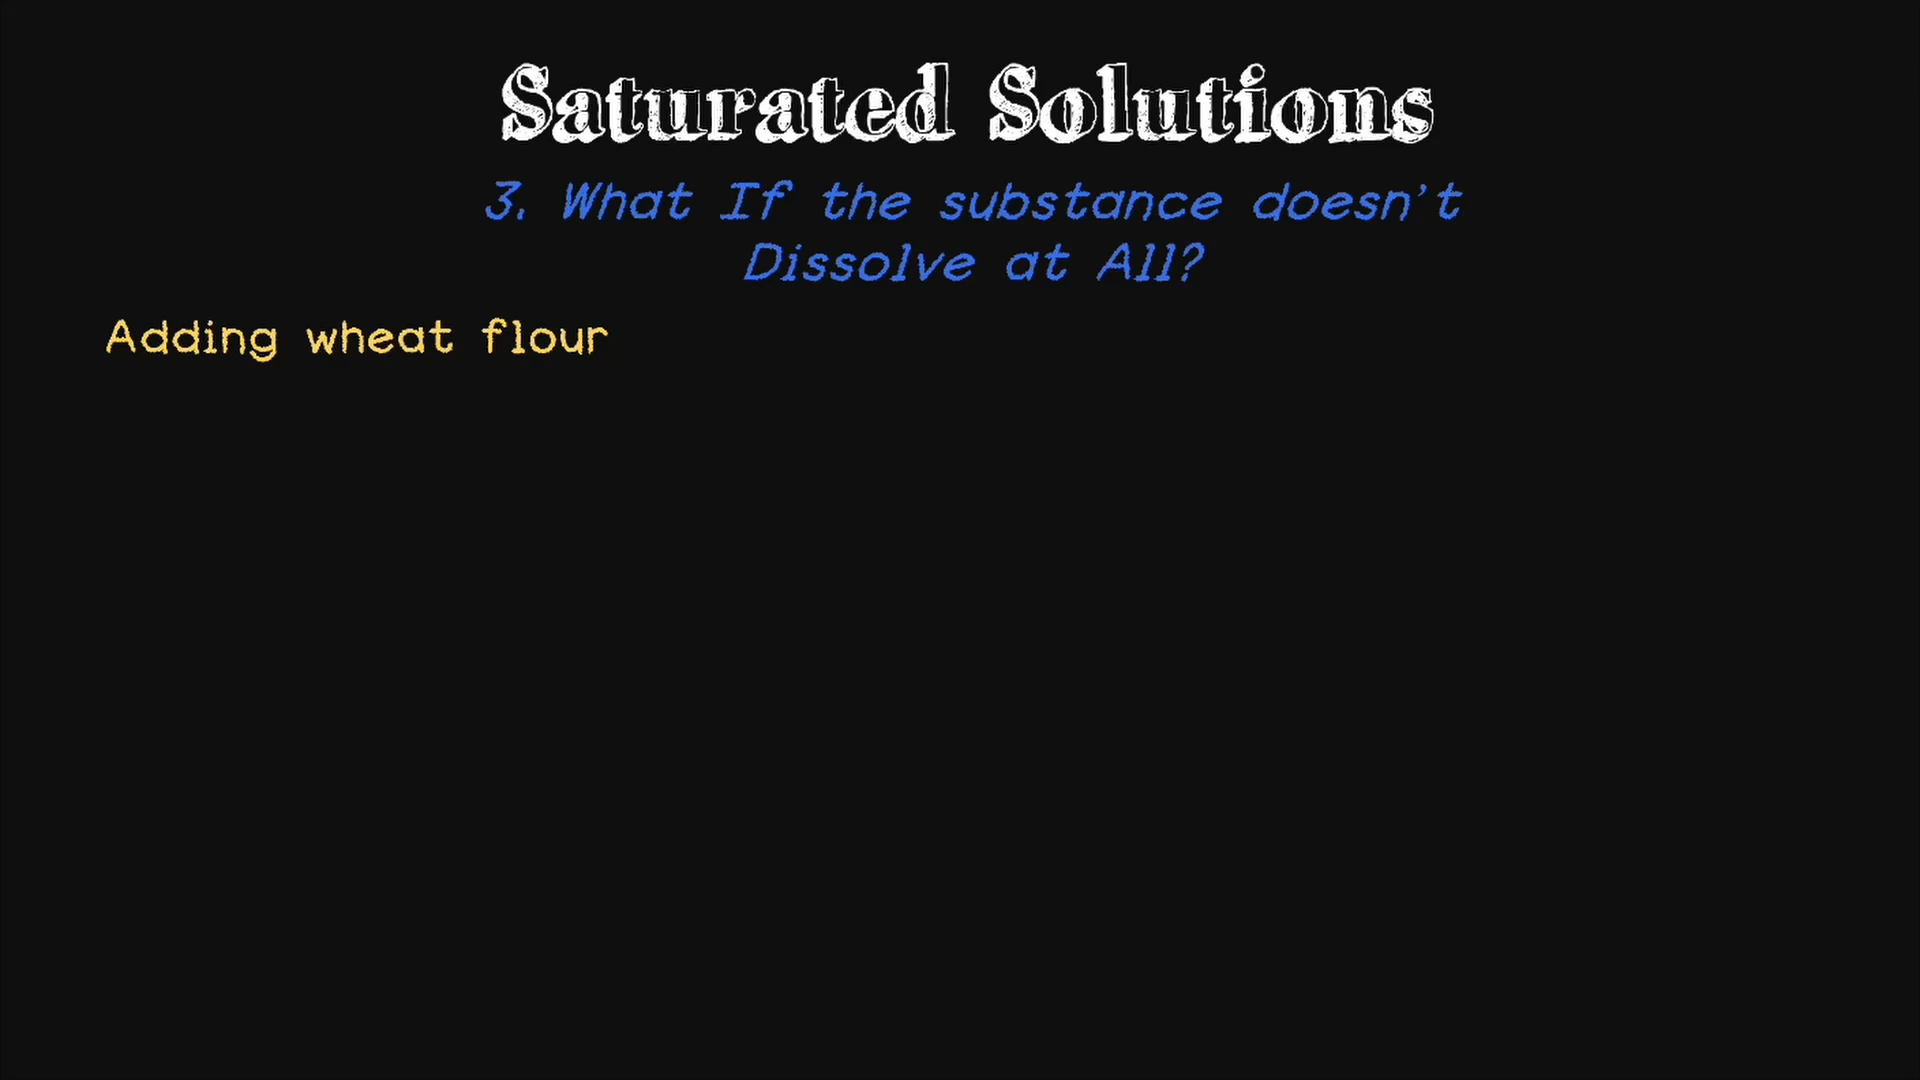 Saturated Solutions
3. What If the substance doesn't
Dissolve at All?
Adding wheat flour